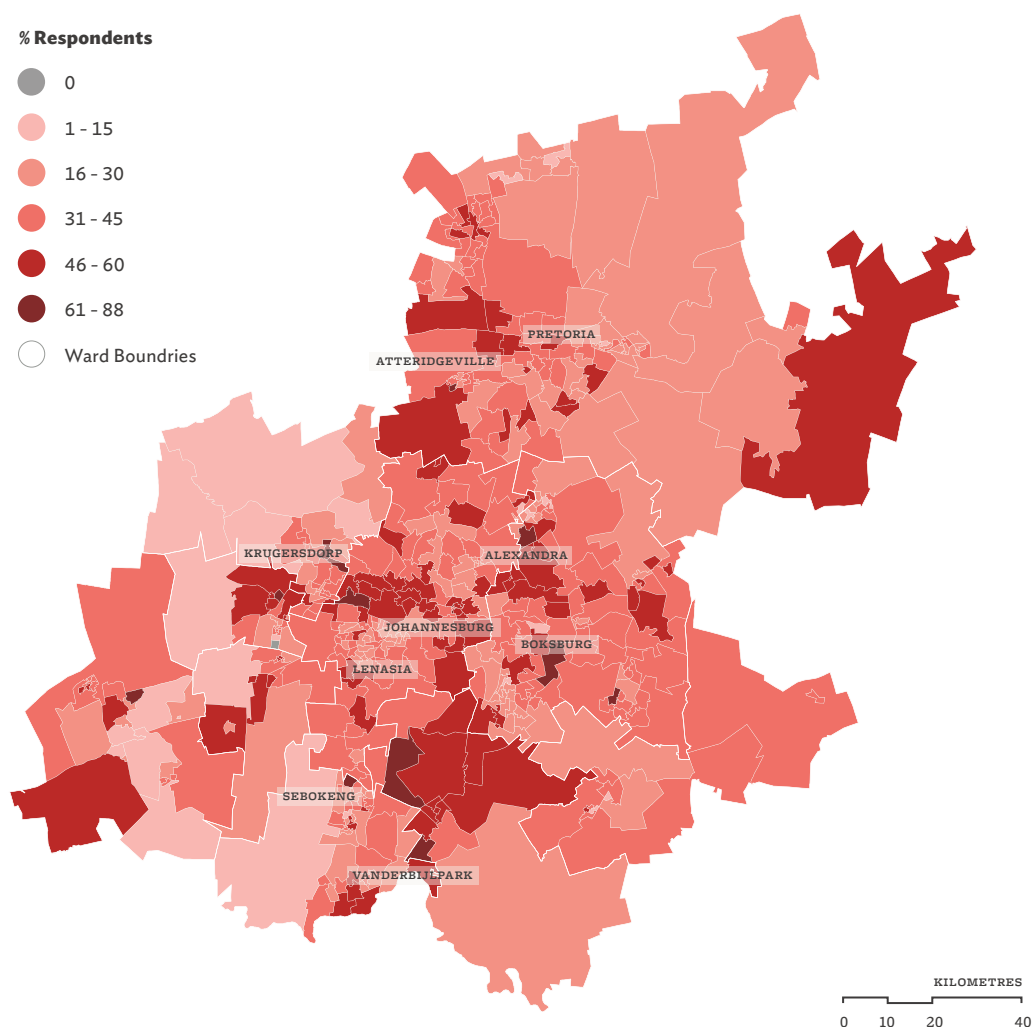 % Respondents
0
1 - 15
16 - 30
31 - 45
46 - 60
61 - 88
Ward Boundries
PRETORIA
ATTERIDGEVILLE
KRUGERSDORP
ALEXANDRA
JOHANNESBURG
BOKSBURG
LENASIA
SEBOKENG
VANDERBIJLPARK
KILOMETRES
0 10 20 40